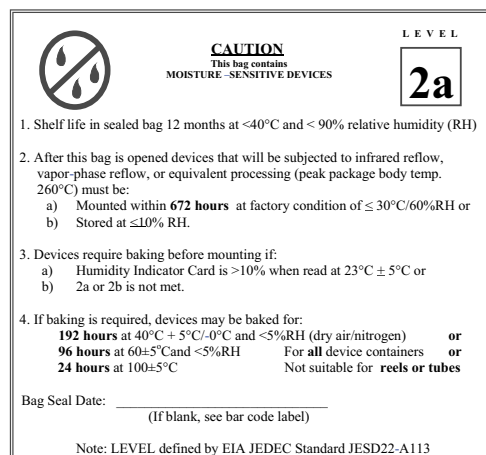 LEVEL
CAUTION
This bag contains
MOISTURE –SENSITIVE DEVICES
2a
1. Shelf life in sealed bag 12 months at <40°C and < 90% relative humidity (RH)
2. After this bag is opened devices that will be subjected to infrared reflow,
vapor-phase reflow, or equivalent processing (peak package body temp.
260°C) must be:
a) Mounted within 672 hours at factory condition of ≤ 30°C/60%RH or
b) Stored at ≤10% RH.
3. Devices require baking before mounting if:
a) Humidity Indicator Card is >10% when read at 23°C ± 5°C or
b) 2a or 2b is not met.
4. If baking is required, devices may be baked for:
192 hours at 40°C + 5°C/-0°C and <5%RH (dry air/nitrogen) or
96 hours at 60±5°Cand <5%RH For all device containers or
24 hours at 100±5°C Not suitable for reels or tubes
Bag Seal Date: ______________________________
(If blank, see bar code label)
Note: LEVEL defined by EIA JEDEC Standard JESD22-A113